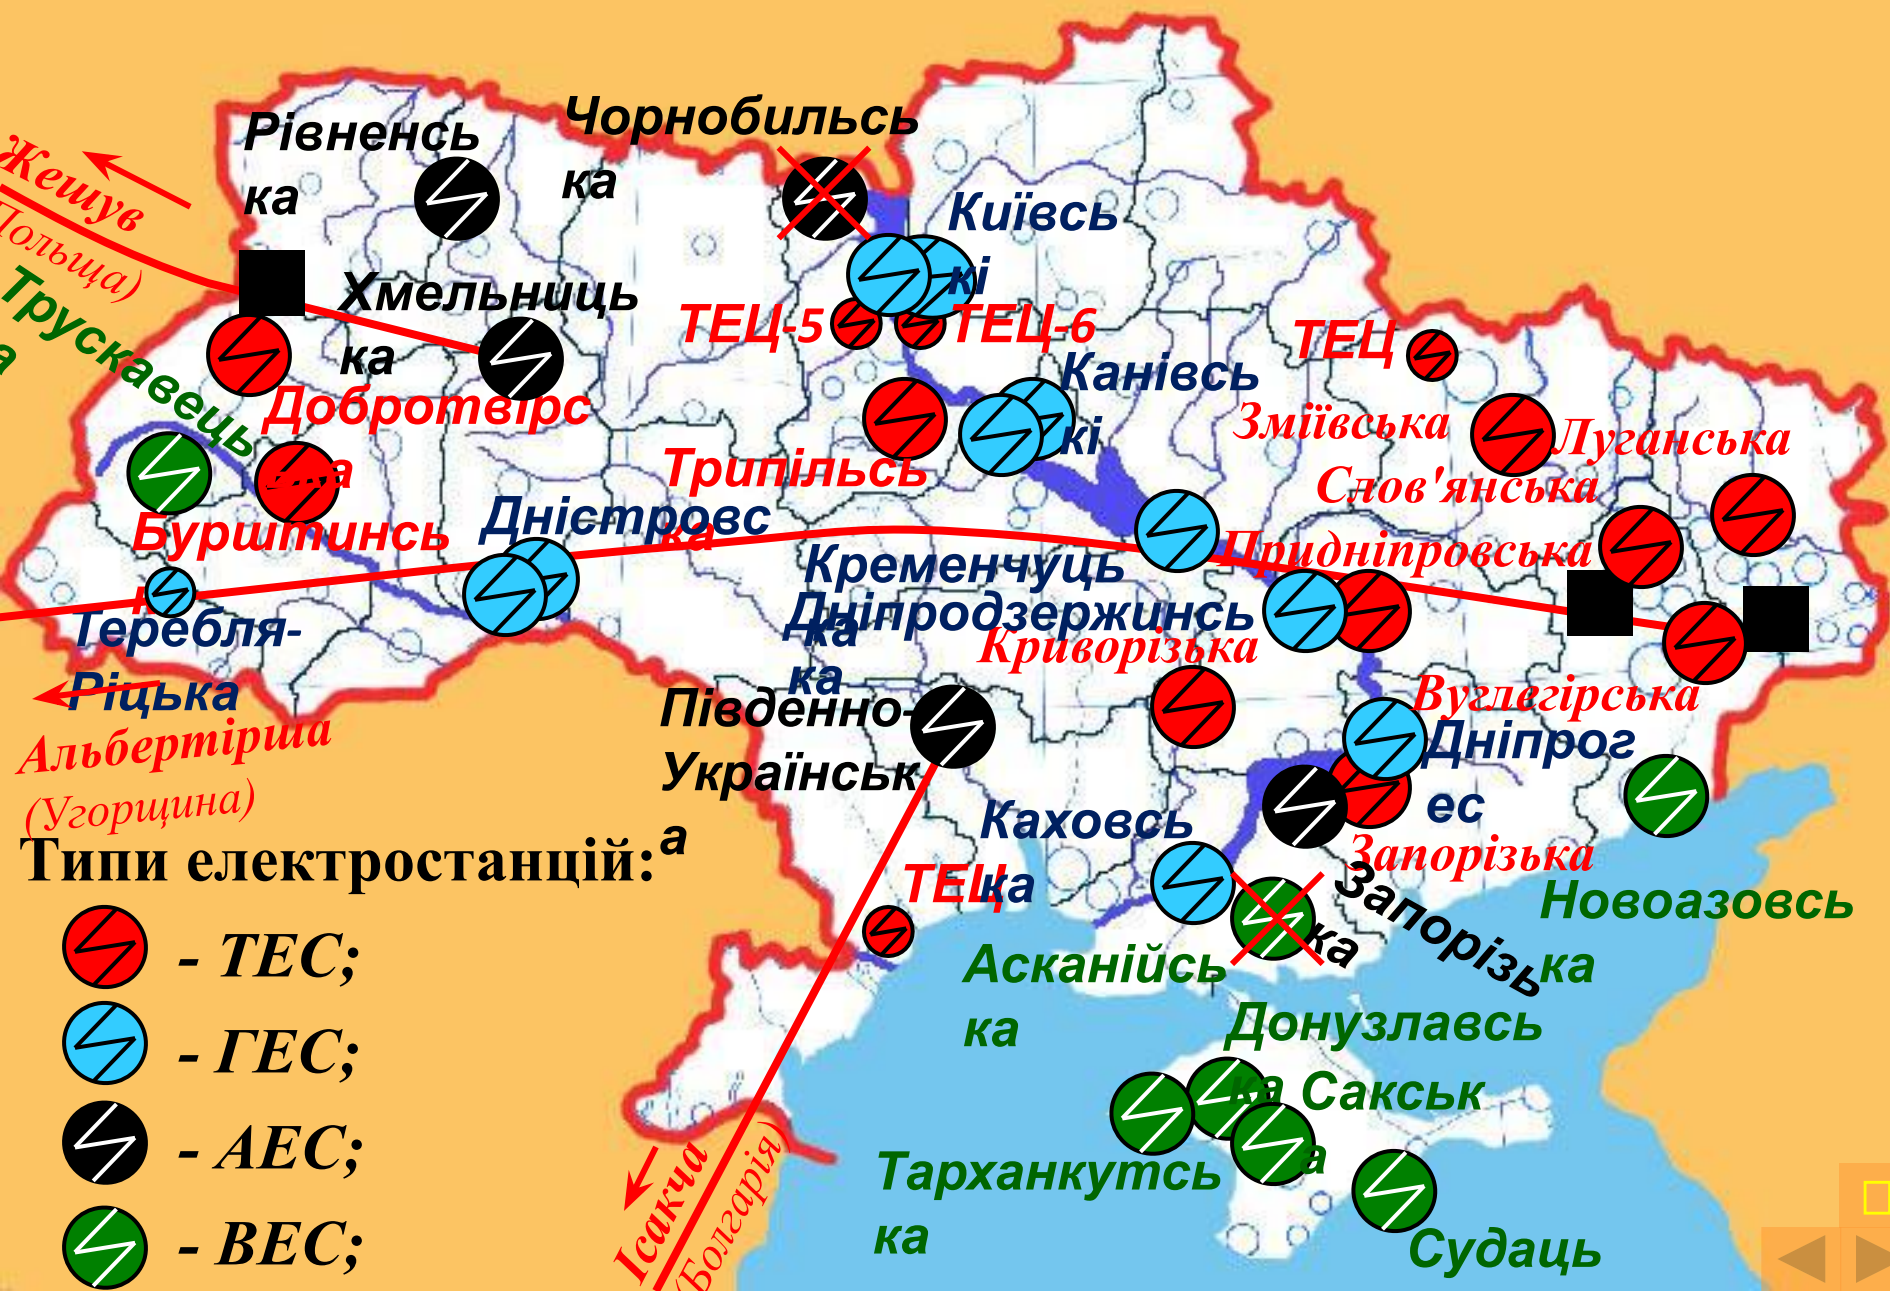 Рівненсь
ка
Чорнобильсь
ка
Жешув
(Польща)
Київсь
кі
Трускавець
ка
Хмельниць
ка
ТЕЦ-5
ТЕЦ-6
ТЕЦ
Канівсь
кі
Добротвірс
ька
Зміївська
Луганська
Трипільсь
ка
Слов'янська
Бурштинсь
Дністровс
Придніпровська
Кременчуць
ка
Дніпродзержинсь
ка
Теребля-
Ріцька
Криворізька
Вуглегірська
Південно-
Українськ
а
Альбертірша
(Угорщина)
Дніпрог
ес
Каховсь
ка
Запорізька
Типи електростанцій:
ТЕЦ
Запорізь
ка
Новоазовсь
ка
- ТЕС;
Асканійсь
ка
- ГЕС;
Донузлавсь
ка
Сакськ
а
- АЕС;
Тарханкутсь
ка
Ісакча
(Болгарія)
- ВЕС;
Судаць